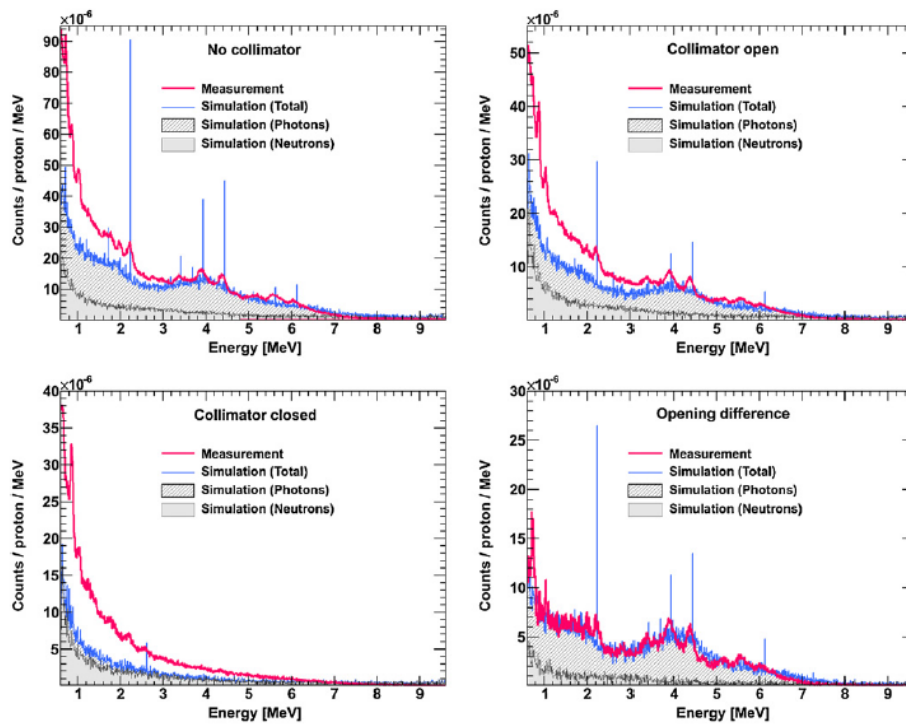 ×10⁻⁶
No collimator
Measurement
Simulation (Total)
Simulation (Photons)
Simulation (Neutrons)
Counts / proton / MeV
90
80
70
60
50
40
30
20
10
1 2 3 4 5 6 7 8 9
Energy [MeV]
×10⁻⁶
Collimator open
Measurement
Simulation (Total)
Simulation (Photons)
Simulation (Neutrons)
Counts / proton / MeV
50
40
30
20
10
1 2 3 4 5 6 7 8 9
Energy [MeV]
×10⁻⁶
Collimator closed
Measurement
Simulation (Total)
Simulation (Photons)
Simulation (Neutrons)
Counts / proton / MeV
40
35
30
25
20
15
10
5
1 2 3 4 5 6 7 8 9
Energy [MeV]
×10⁻⁶
Opening difference
Measurement
Simulation (Total)
Simulation (Photons)
Simulation (Neutrons)
Counts / proton / MeV
30
25
20
15
10
5
1 2 3 4 5 6 7 8 9
Energy [MeV]